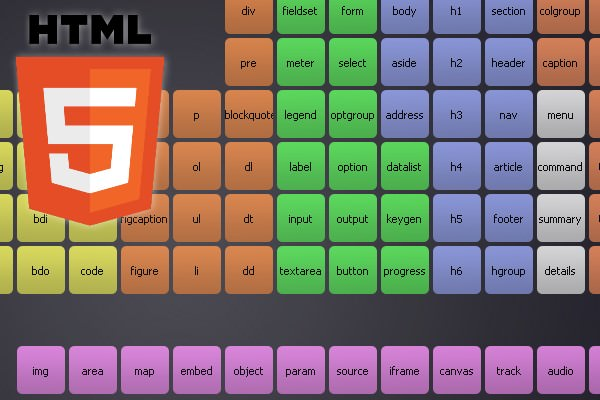 HTML
5
div fieldset form body h1 section colgroup
pre meter select aside h2 header caption
p blockquote legend optgroup address h3 nav menu
ol dl label option datalist h4 article command
bdi figcaption ul dt input output keygen h5 footer summary
bdo code figure li dd textarea button progress h6 hgroup details
img area map embed object param source iframe canvas track audio